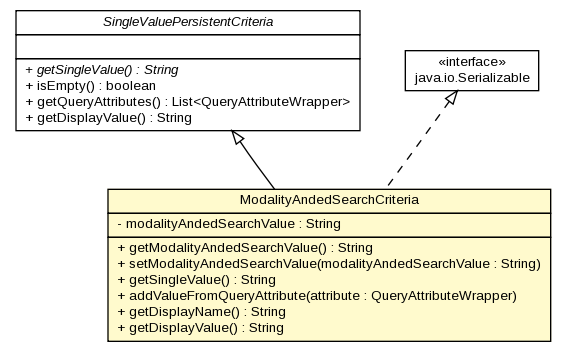 SingleValuePersistentCriteria
+ getSingleValue() : String
+ isEmpty() : boolean
+ getQueryAttributes() : List<QueryAttributeWrapper>
+ getDisplayValue() : String
«interface»
java.io.Serializable
ModalityAndedSearchCriteria
- modalityAndedSearchValue : String
+ getModalityAndedSearchValue() : String
+ setModalityAndedSearchValue(modalityAndedSearchValue : String)
+ getSingleValue() : String
+ addValueFromQueryAttribute(attribute : QueryAttributeWrapper)
+ getDisplayName() : String
+ getDisplayValue() : String